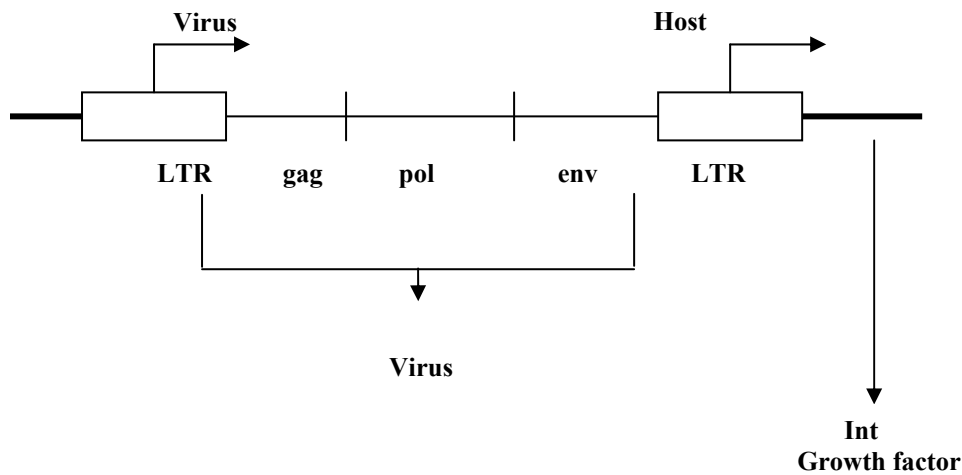 Virus Host
LTR gag pol env LTR
Virus
Int
Growth factor